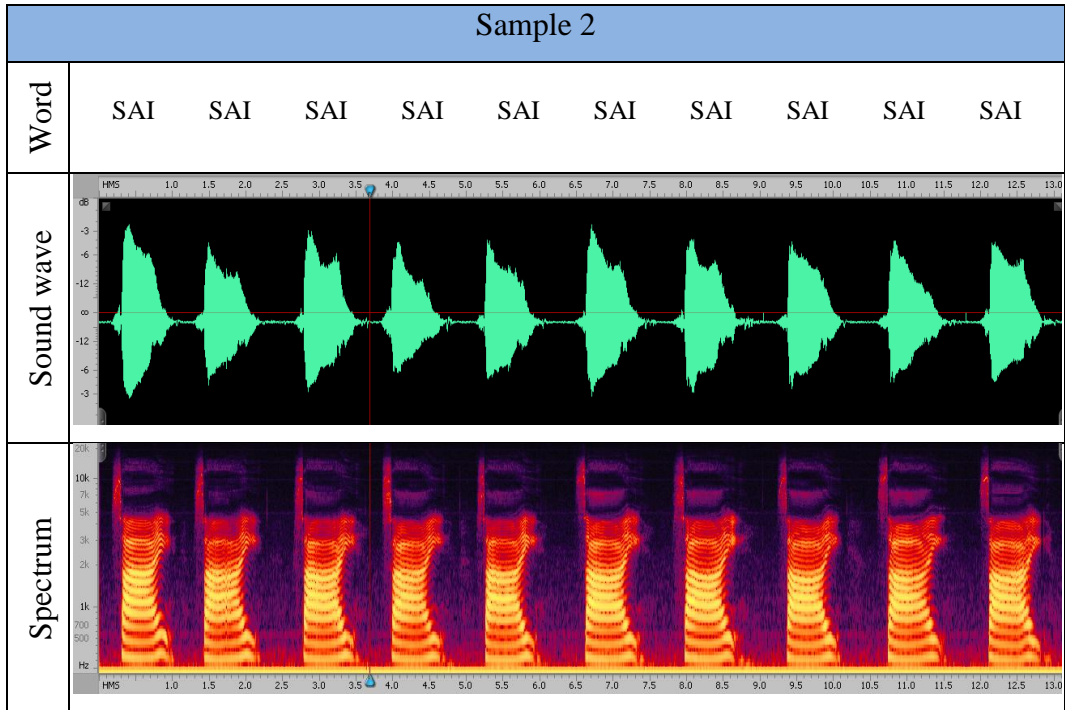 Sample 2
Word
SAI SAI SAI SAI SAI SAI SAI SAI SAI SAI
Sound wave
HMS 1.0 1.5 2.0 2.5 3.0 3.5 4.0 4.5 5.0 5.5 6.0 6.5 7.0 7.5 8.0 8.5 9.0 9.5 10.0 10.5 11.0 11.5 12.0 12.5 13.0
dB
-3
-6
-12
∞
-12
-6
-3
Spectrum
20k
10k
7k
5k
3k
2k
1k
700
500
Hz
HMS 1.0 1.5 2.0 2.5 3.0 3.5 4.0 4.5 5.0 5.5 6.0 6.5 7.0 7.5 8.0 8.5 9.0 9.5 10.0 10.5 11.0 11.5 12.0 12.5 13.0